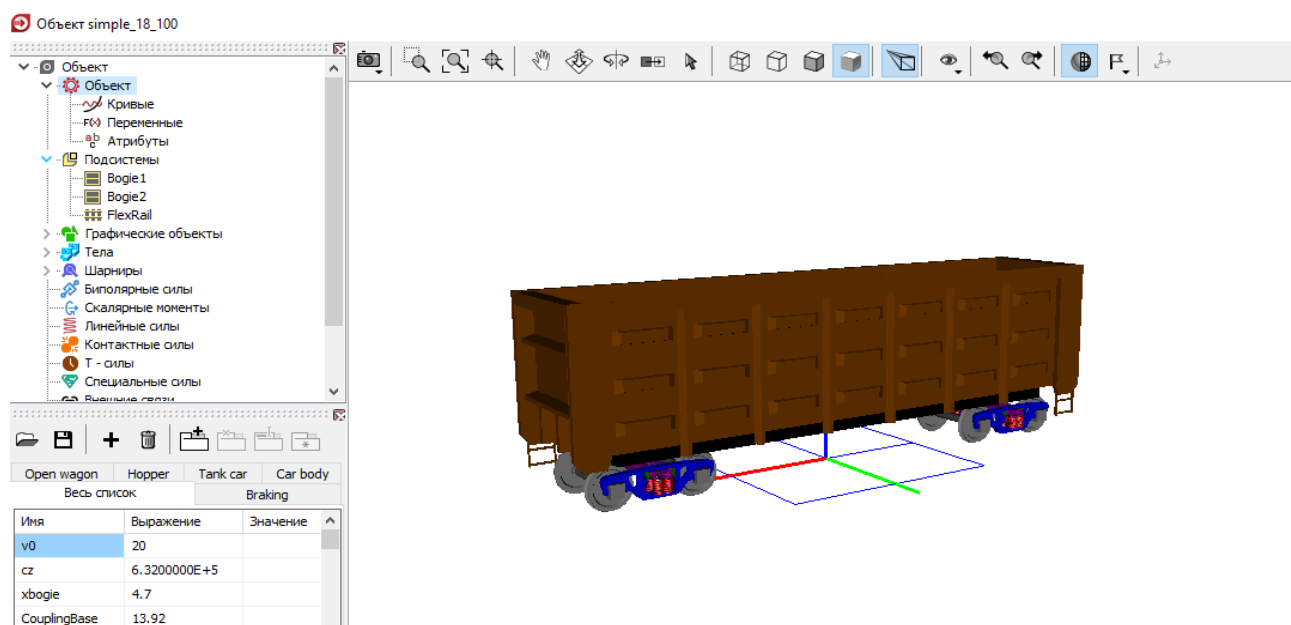 Объект simple_18_100
Объект
Объект
Кривые
F(x) Переменные
a b c Атрибуты
Подсистемы
Bogie1
Bogie2
FlexRail
Графические объекты
Тела
Шарниры
Биполярные силы
Скалярные моменты
Линейные силы
Контактные силы
Т - силы
Специальные силы
Внешние связи
Open wagon Hopper Tank car Car body
Весь список Braking
Имя Выражение Значение
v0 20
cz 6.3200000E+5
xbogie 4.7
CouplingBase 13.92